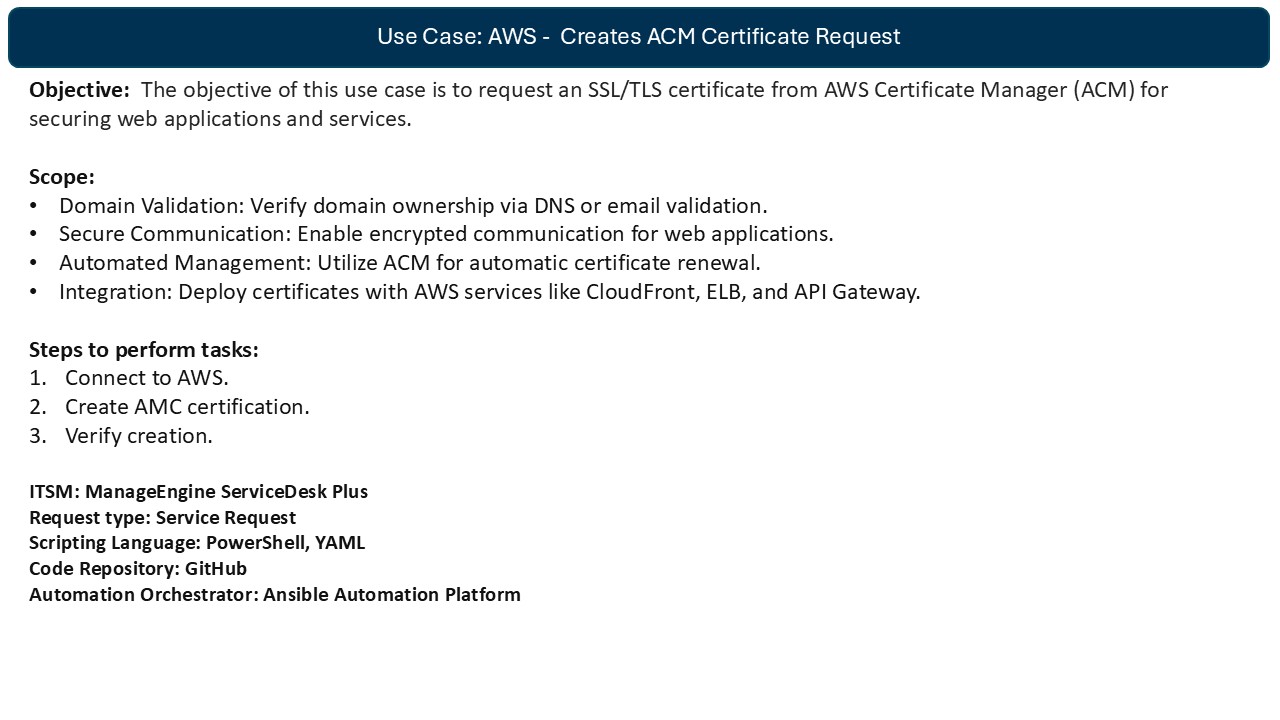 Use Case: AWS -  Creates ACM Certificate Request
Objective:  The objective of this use case is to request an SSL/TLS certificate from AWS Certificate Manager (ACM) for
securing web applications and services.
Scope:
• Domain Validation: Verify domain ownership via DNS or email validation.
• Secure Communication: Enable encrypted communication for web applications.
• Automated Management: Utilize ACM for automatic certificate renewal.
• Integration: Deploy certificates with AWS services like CloudFront, ELB, and API Gateway.
Steps to perform tasks:
1. Connect to AWS.
2. Create AMC certification.
3. Verify creation.
ITSM: ManageEngine ServiceDesk Plus
Request type: Service Request
Scripting Language: PowerShell, YAML
Code Repository: GitHub
Automation Orchestrator: Ansible Automation Platform